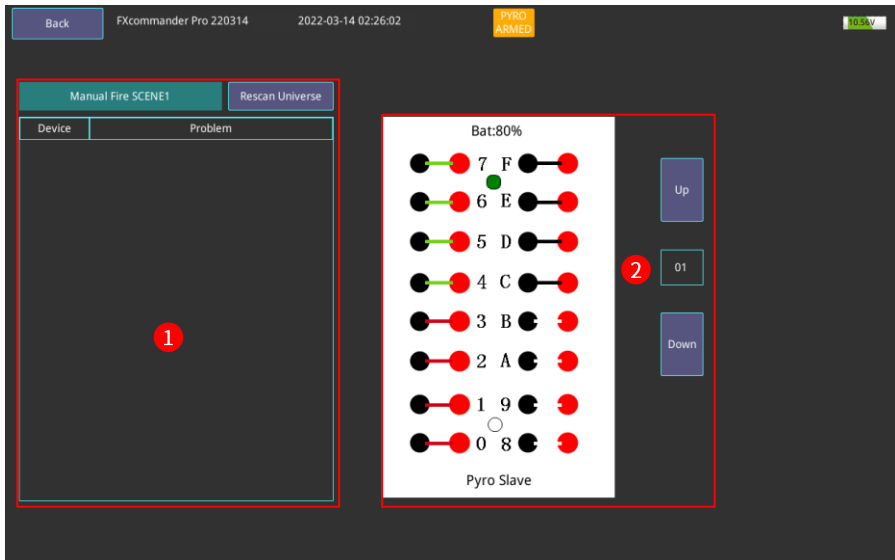 Back
FXcommander Pro 220314
2022-03-14 02:26:02
PYRO
ARMED
10.56V
Manual Fire SCENE1
Rescan Universe
Device
Problem
1
Bat:80%
7 F
6 E
5 D
4 C
3 B
2 A
1 9
0 8
Pyro Slave
2
Up
01
Down